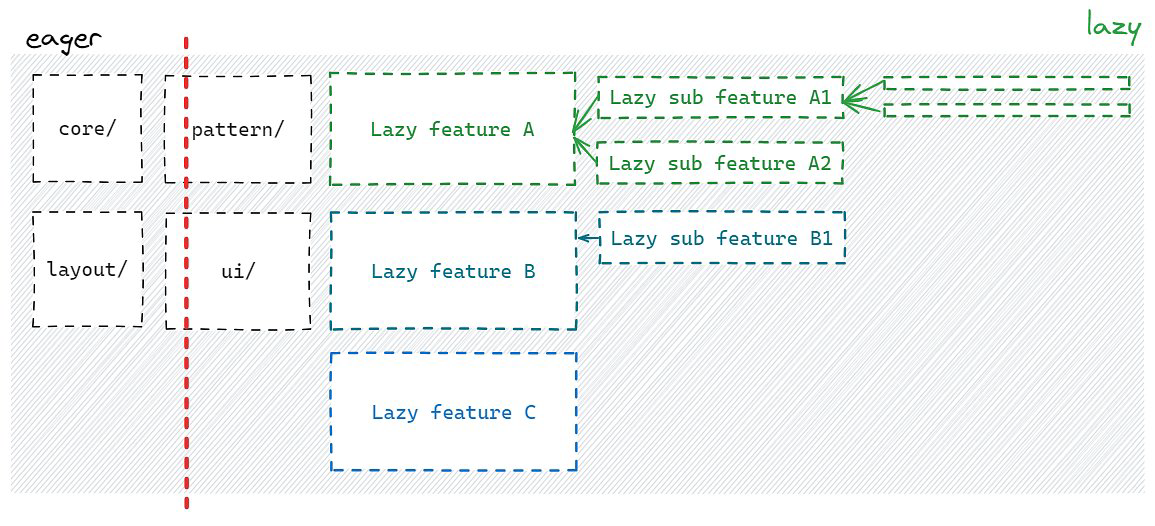 eager
lazy
core/
pattern/
Lazy feature A
Lazy sub feature A1
Lazy sub feature A2
layout/
ui/
Lazy feature B
Lazy sub feature B1
Lazy feature C